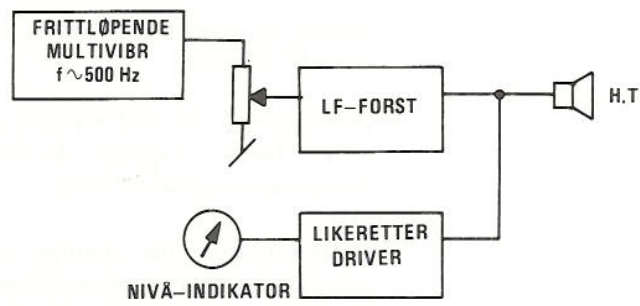 FRITTLØPENDE
MULTIVIBR
f∼500 Hz
LF–FORST
H.T
LIKERETTER
DRIVER
NIVÅ–INDIKATOR